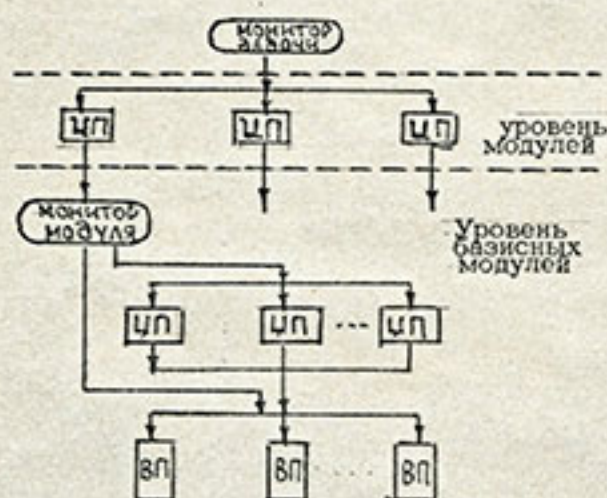 монитор
задачи
ЦП ЦП ЦП
уровень
модулей
монитор
модуля
Уровень
базисных
модулей
ЦП ЦП ... ЦП
ВП ВП .... ВП